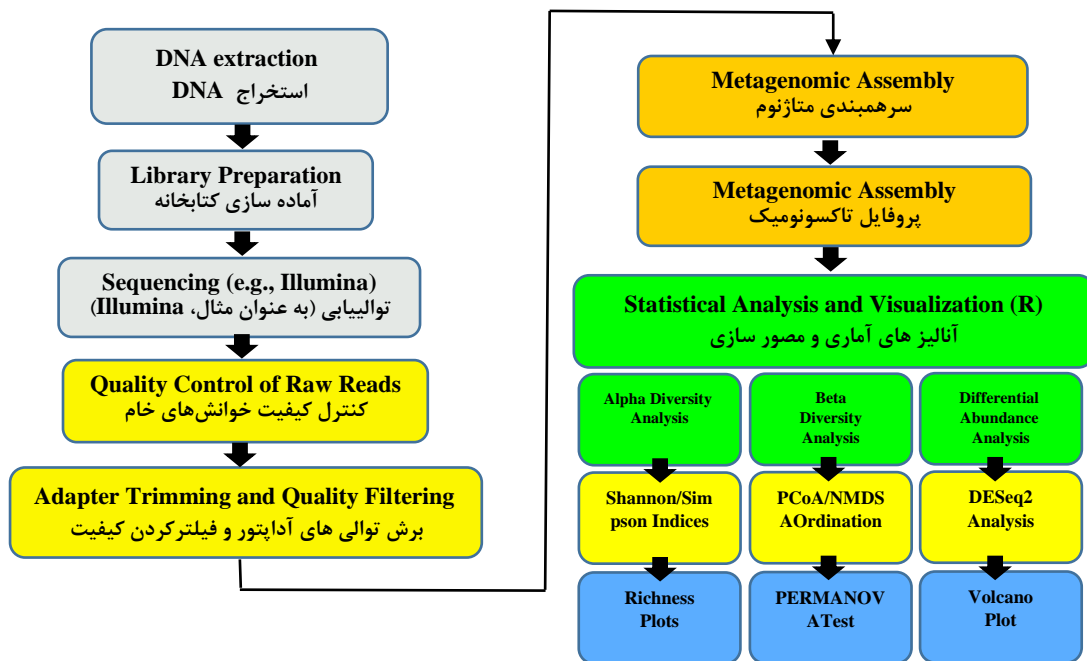 DNA extraction
استخراج DNA
Library Preparation
آماده سازی کتابخانه
Sequencing (e.g., Illumina)
توالییابی (به عنوان مثال، Illumina)
Quality Control of Raw Reads
کنترل کیفیت خوانش‌های خام
Adapter Trimming and Quality Filtering
برش توالی های آداپتور و فیلترکردن کیفیت
Metagenomic Assembly
سرهمبندی متاژنوم
Metagenomic Assembly
پروفایل تاکسونومیک
Statistical Analysis and Visualization (R)
آنالیز های آماری و مصور سازی
Alpha Diversity
Analysis
Shannon/Sim
pson Indices
Richness
Plots
Beta
Diversity
Analysis
PCoA/NMDS
AOrdination
PERMANOV
ATest
Differential
Abundance
Analysis
DESeq2
Analysis
Volcano
Plot